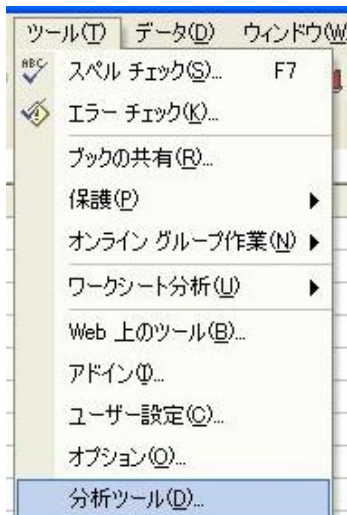 ツール(T) データ(D) ウィンドウ(W
ABC スペル チェック(S)... F7
エラー チェック(K)...
ブックの共有(R)...
保護(P)
オンライン グループ作業(N)
ワークシート分析(U)
Web 上のツール(B)...
アドイン(I)...
ユーザー設定(C)...
オプション(O)...
分析ツール(D)...